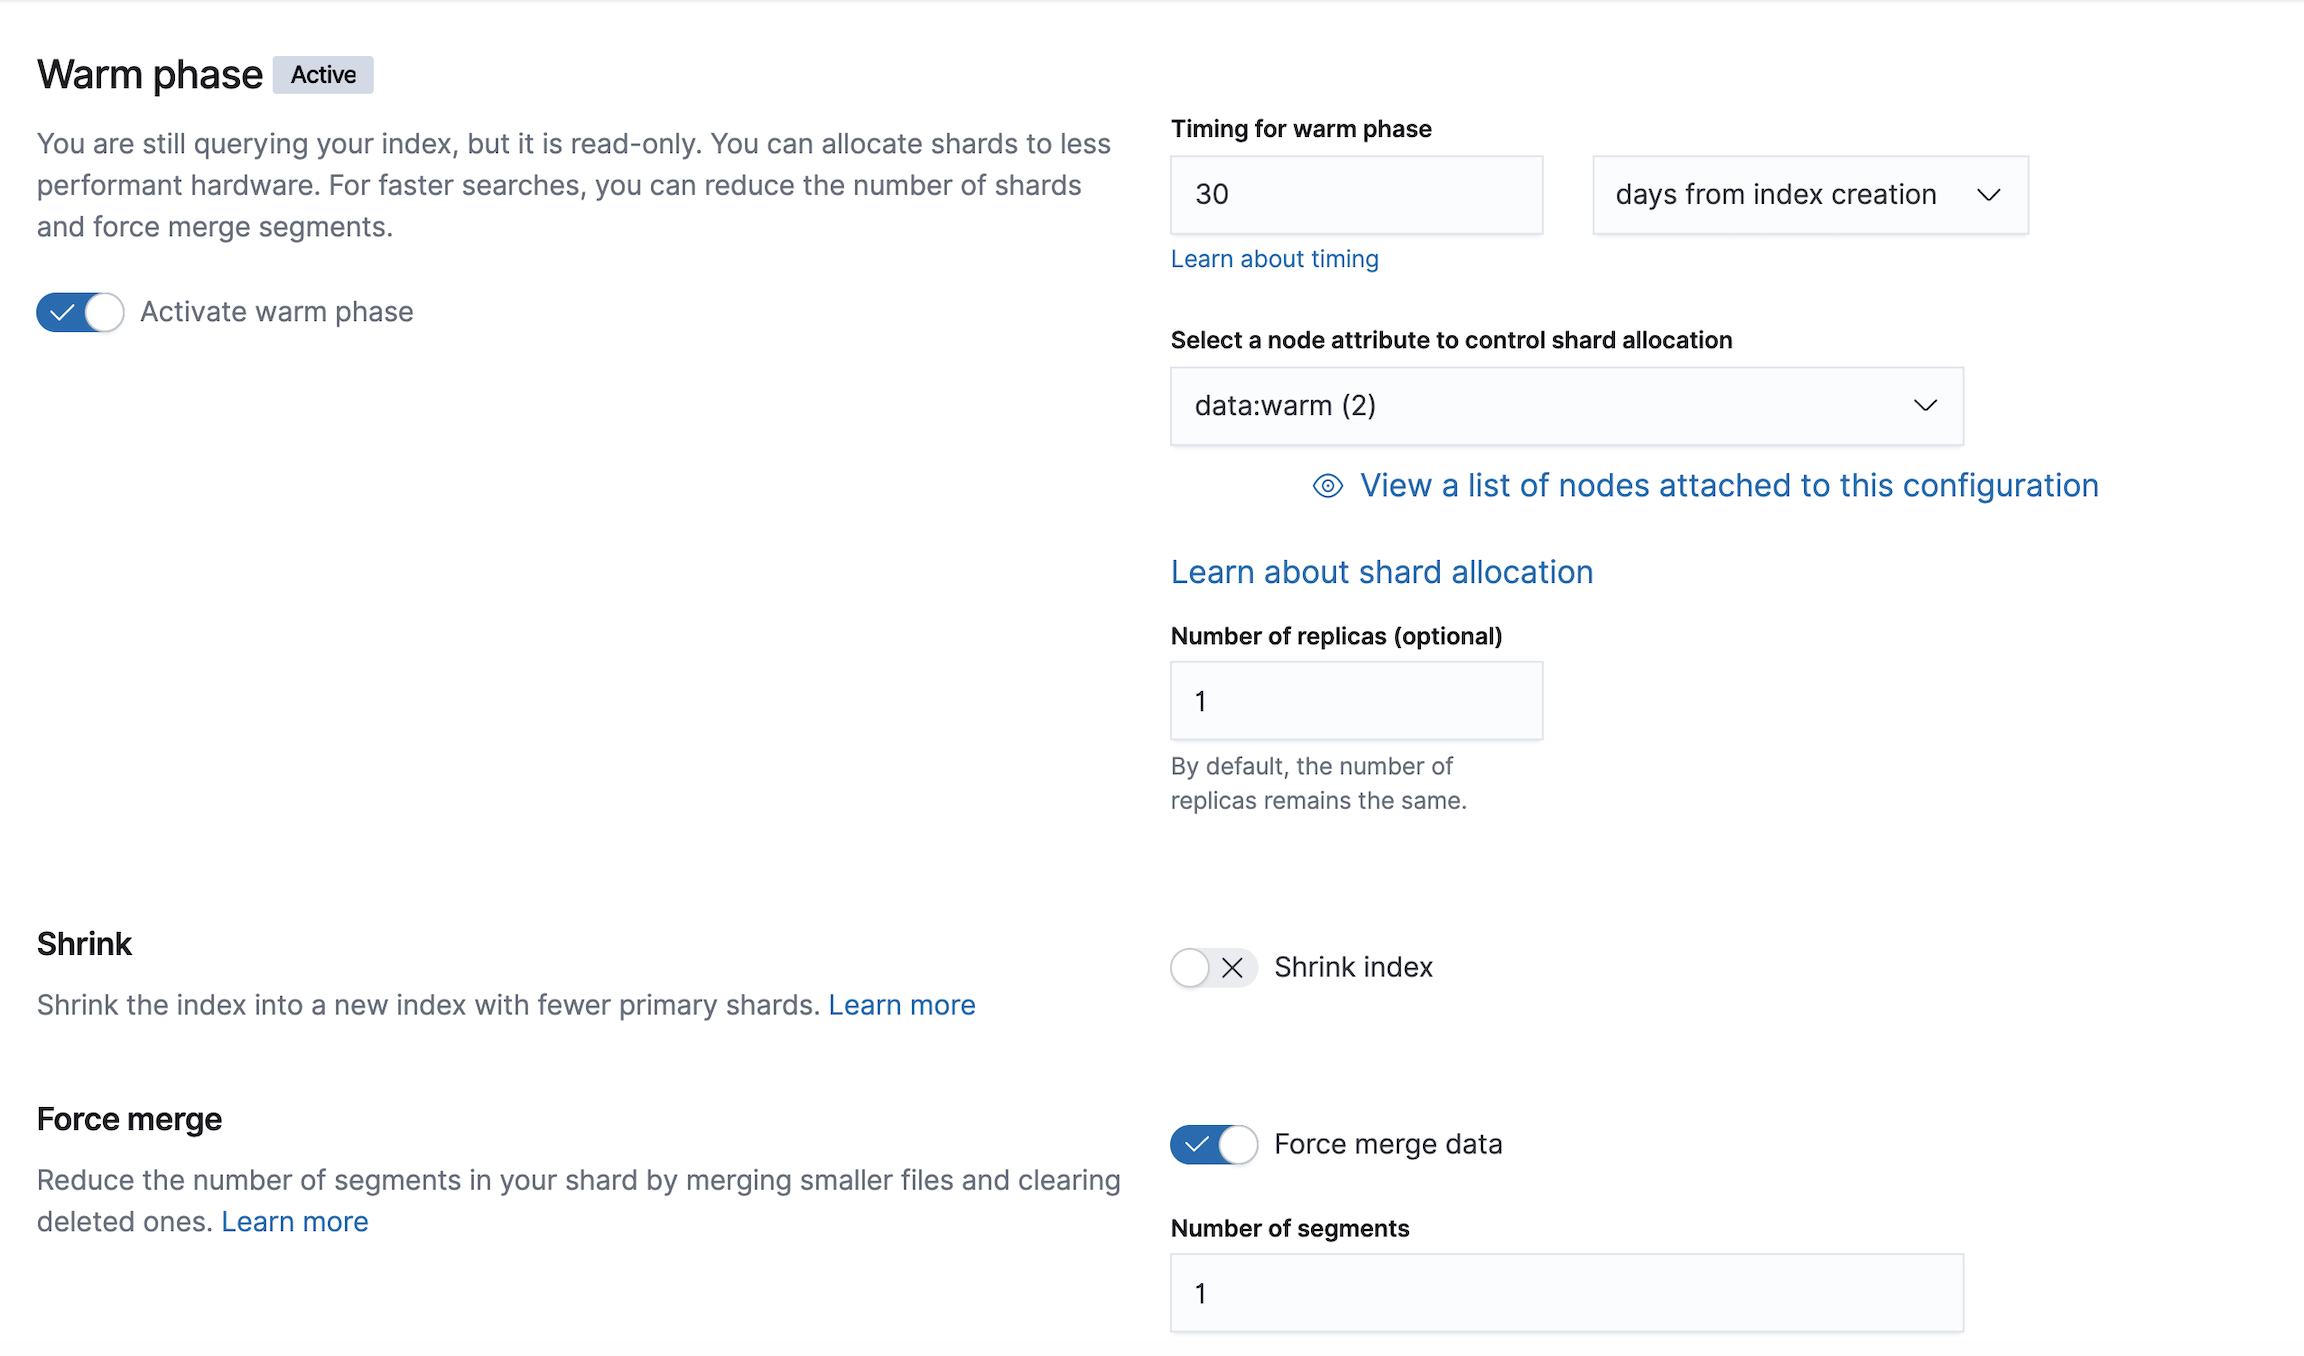 Warm phase Active
You are still querying your index, but it is read-only. You can allocate shards to less
performant hardware. For faster searches, you can reduce the number of shards
and force merge segments.
Activate warm phase
Timing for warm phase
30
days from index creation
Learn about timing
Select a node attribute to control shard allocation
data:warm (2)
View a list of nodes attached to this configuration
Learn about shard allocation
Number of replicas (optional)
1
By default, the number of
replicas remains the same.
Shrink
Shrink the index into a new index with fewer primary shards. Learn more
Shrink index
Force merge
Reduce the number of segments in your shard by merging smaller files and clearing
deleted ones. Learn more
Force merge data
Number of segments
1